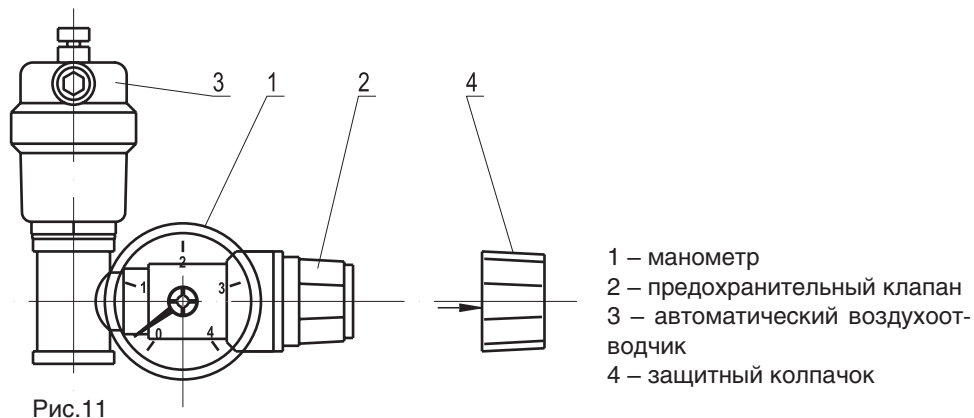 3 1 2 4
2
1 3
0 4
1 – манометр
2 – предохранительный клапан
3 – автоматический воздухоот-
водчик
4 – защитный колпачок
Рис.11